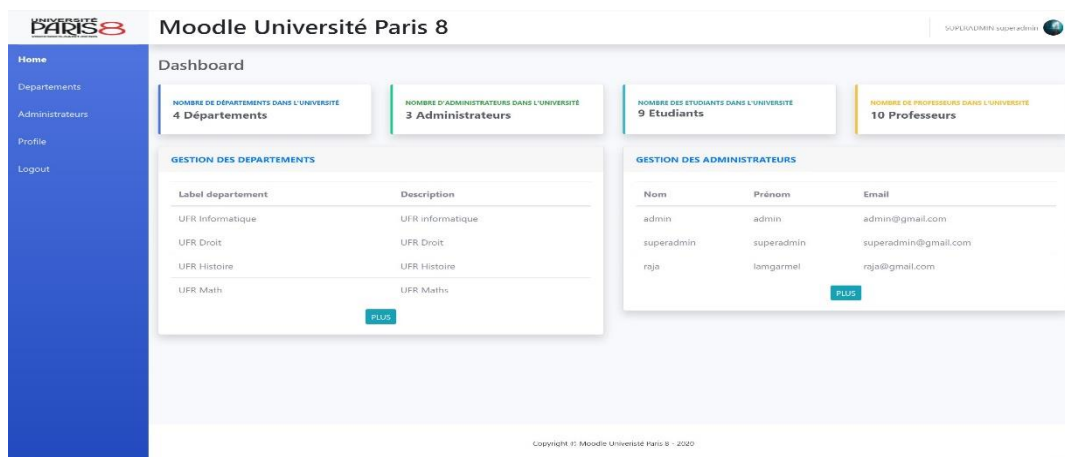 UNIVERSITÉ
PARIS 8
Moodle Université Paris 8
SUPERADMIN superadmin
Home
Departements
Administrateurs
Profile
Logout
Dashboard
NOMBRE DE DÉPARTEMENTS DANS L'UNIVERSITÉ
4 Départements
NOMBRE D'ADMINISTRATEURS DANS L'UNIVERSITÉ
3 Administrateurs
NOMBRE DES ETUDIANTS DANS L'UNIVERSITÉ
9 Etudiants
NOMBRE DE PROFESSEURS DANS L'UNIVERSITÉ
10 Professeurs
GESTION DES DEPARTEMENTS
Label departement Description
UFR Informatique UFR informatique
UFR Droit UFR Droit
UFR Histoire UFR Histoire
UFR Math UFR Maths
PLUS
GESTION DES ADMINISTRATEURS
Nom Prénom Email
admin admin admin@gmail.com
superadmin superadmin superadmin@gmail.com
raja lamgarmel raja@gmail.com
PLUS
Copyright © Moodle Univeristé Paris 8 - 2020